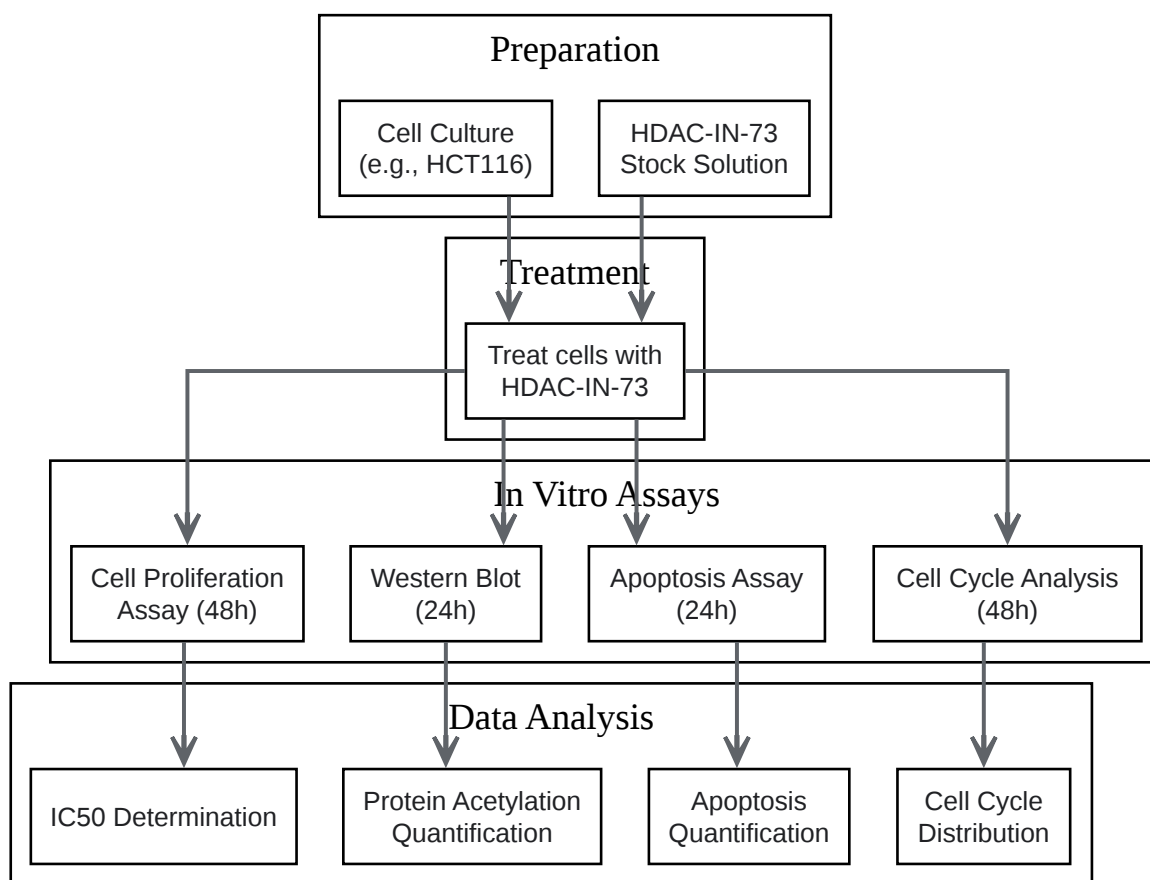 Preparation
Cell Culture
(e.g., HCT116)
HDAC-IN-73
Stock Solution
Treatment
Treat cells with
HDAC-IN-73
In Vitro Assays
Cell Proliferation
Assay (48h)
Western Blot
(24h)
Apoptosis Assay
(24h)
Cell Cycle Analysis
(48h)
Data Analysis
IC50 Determination
Protein Acetylation
Quantification
Apoptosis
Quantification
Cell Cycle
Distribution